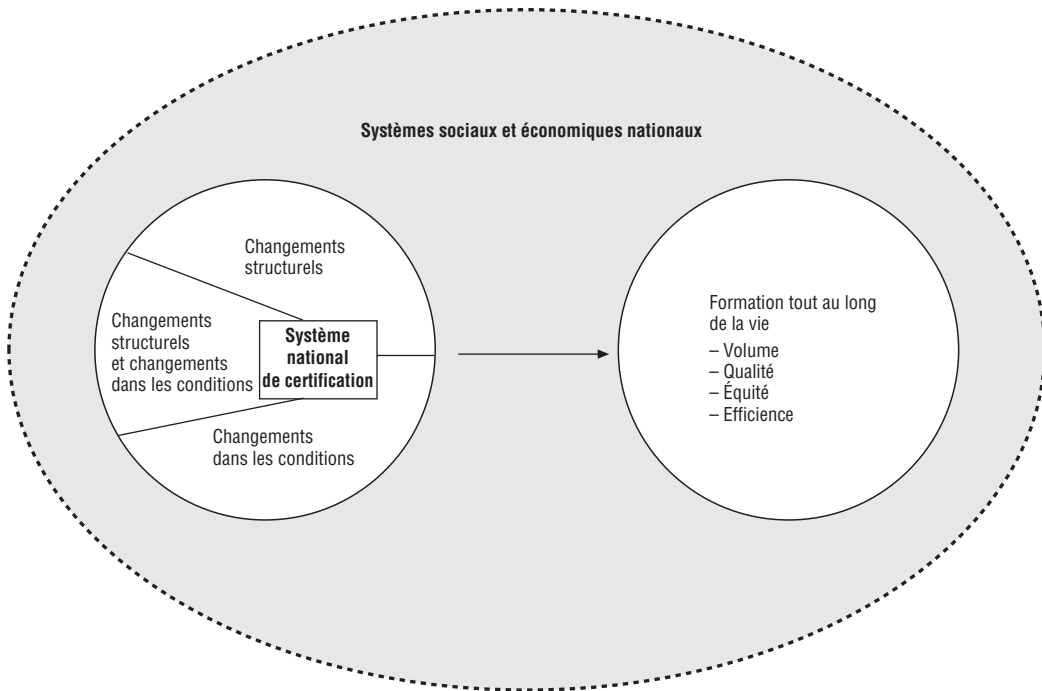 Systèmes sociaux et économiques nationaux
Changements
structurels
Changements
structurels
et changements
dans les conditions
Système
national
de certification
Changements
dans les conditions
Formation tout au long
de la vie
– Volume
– Qualité
– Équité
– Efficience